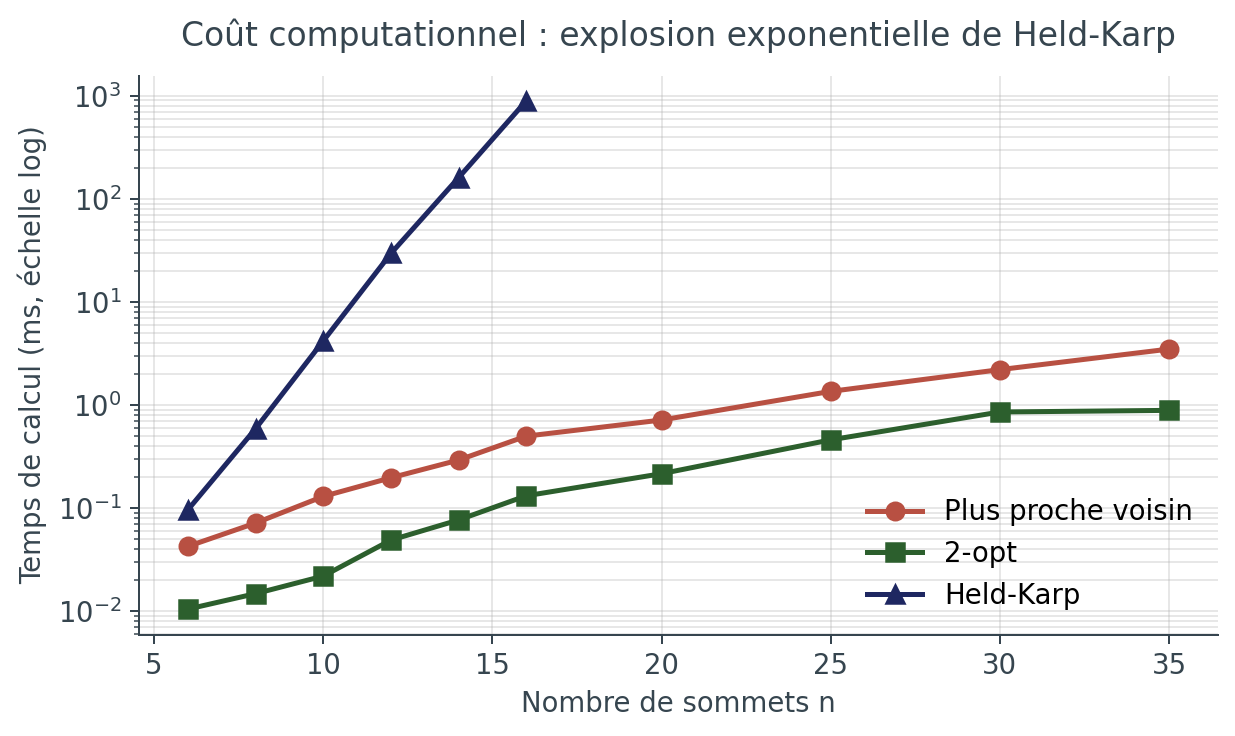 Coût computationnel : explosion exponentielle de Held-Karp
Temps de calcul (ms, échelle log)
10³
10²
10¹
10⁰
10⁻¹
10⁻²
Plus proche voisin
2-opt
Held-Karp
5 10 15 20 25 30 35
Nombre de sommets n